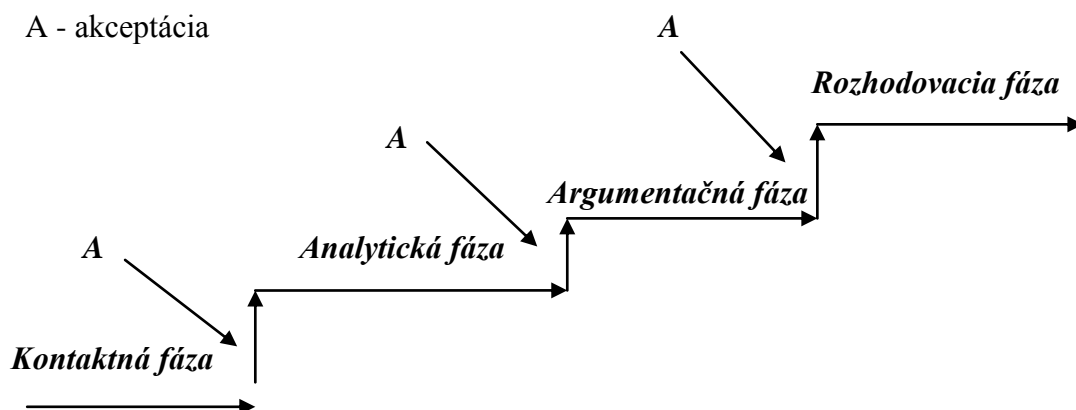 A - akceptácia
A
Rozhodovacia fáza
A
Argumentačná fáza
A
Analytická fáza
Kontaktná fáza